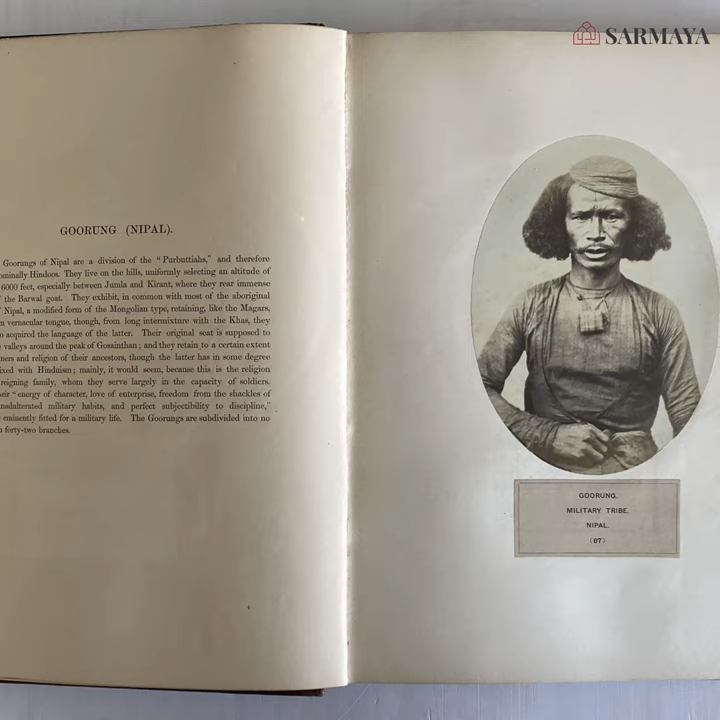 SARMAYA
GOORUNG (NIPAL).
Goorungs of Nipal are a division of the "Purbuttiahs," and therefore
ominally Hindoos. They live on the hills, uniformly selecting an altitude of
6000 feet, especially between Jumla and Kirant, where they rear immense
the Barwal goat. They exhibit, in common with most of the aboriginal
Nipal, a modified form of the Mongolian type, retaining, like the Magars,
n vernacular tongue, though, from long intermixture with the Khas, they
o acquired the language of the latter. Their original seat is supposed to
valleys around the peak of Gosainthan; and they retain to a certain extent
ners and religion of their ancestors, though the latter has in some degree
ixed with Hinduism; mainly, it would seem, because this is the religion
reigning family, whom they serve largely in the capacity of soldiers.
eir "energy of character, love of enterprise, freedom from the shackles of
nadulterated military habits, and perfect subjectibility to discipline,"
eminently fitted for a military life. The Goorungs are subdivided into no
n forty-two branches.
GOORUNG.
MILITARY TRIBE.
NIPAL.
(67)